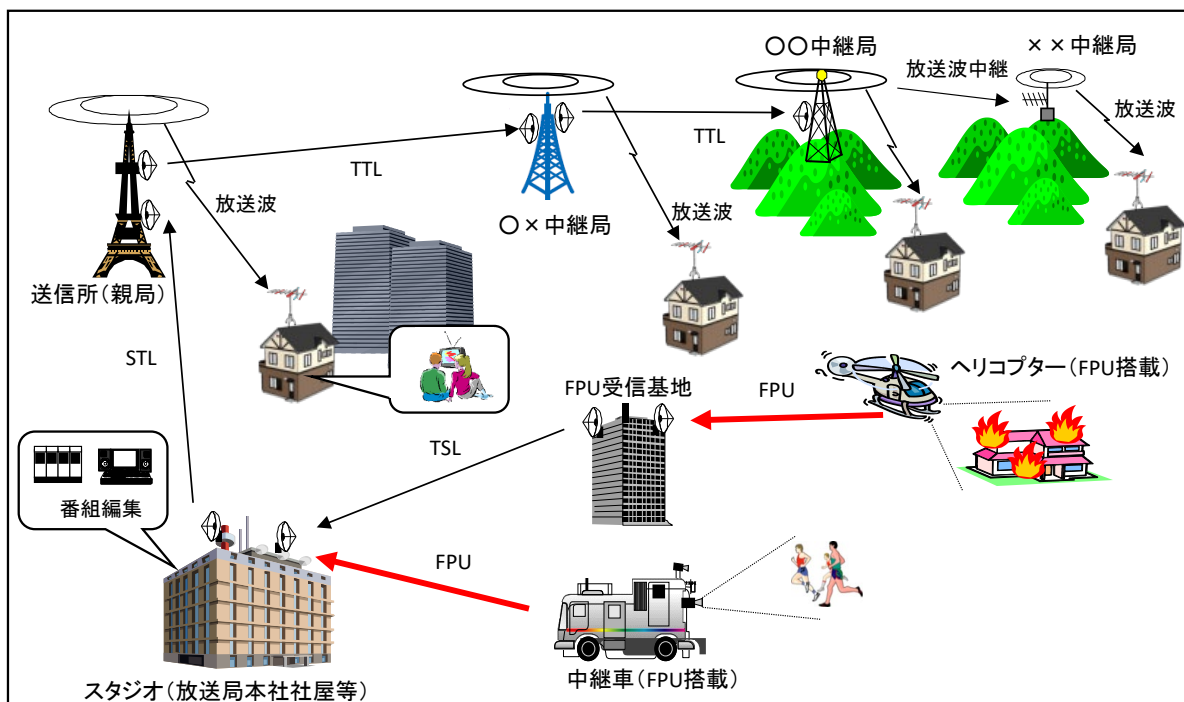 〇〇中継局
××中継局
放送波中継
放送波
TTL
TTL
放送波
〇×中継局
放送波
送信所(親局)
STL
FPU受信基地
FPU
ヘリコプター(FPU搭載)
TSL
番組編集
FPU
中継車(FPU搭載)
スタジオ(放送局本社社屋等)